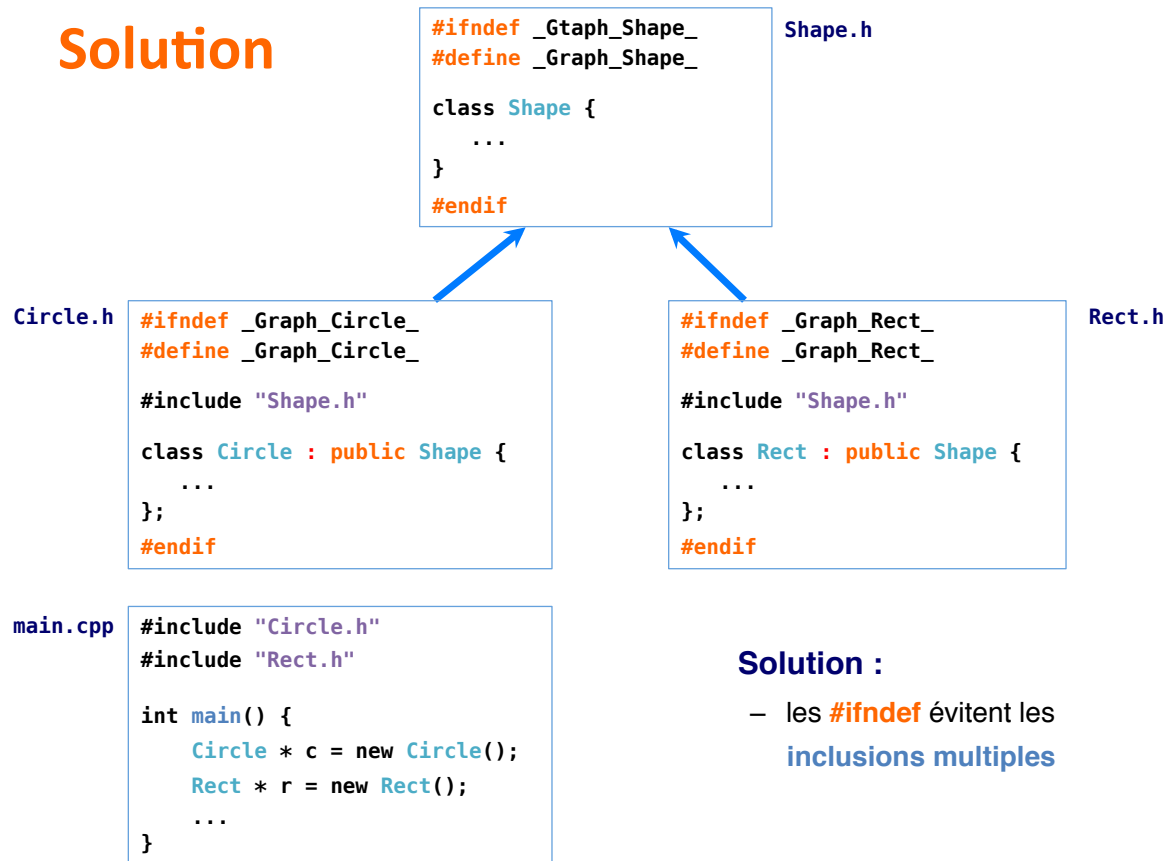 Solution
#ifndef _Gtaph_Shape_
#define _Graph_Shape_
class Shape {
...
}
#endif
Shape.h
Circle.h
#ifndef _Graph_Circle_
#define _Graph_Circle_
#include "Shape.h"
class Circle : public Shape {
...
};
#endif
#ifndef _Graph_Rect_
#define _Graph_Rect_
#include "Shape.h"
class Rect : public Shape {
...
};
#endif
Rect.h
main.cpp
#include "Circle.h"
#include "Rect.h"
int main() {
Circle * c = new Circle();
Rect * r = new Rect();
...
}
Solution :
– les #ifndef évitent les
inclusions multiples